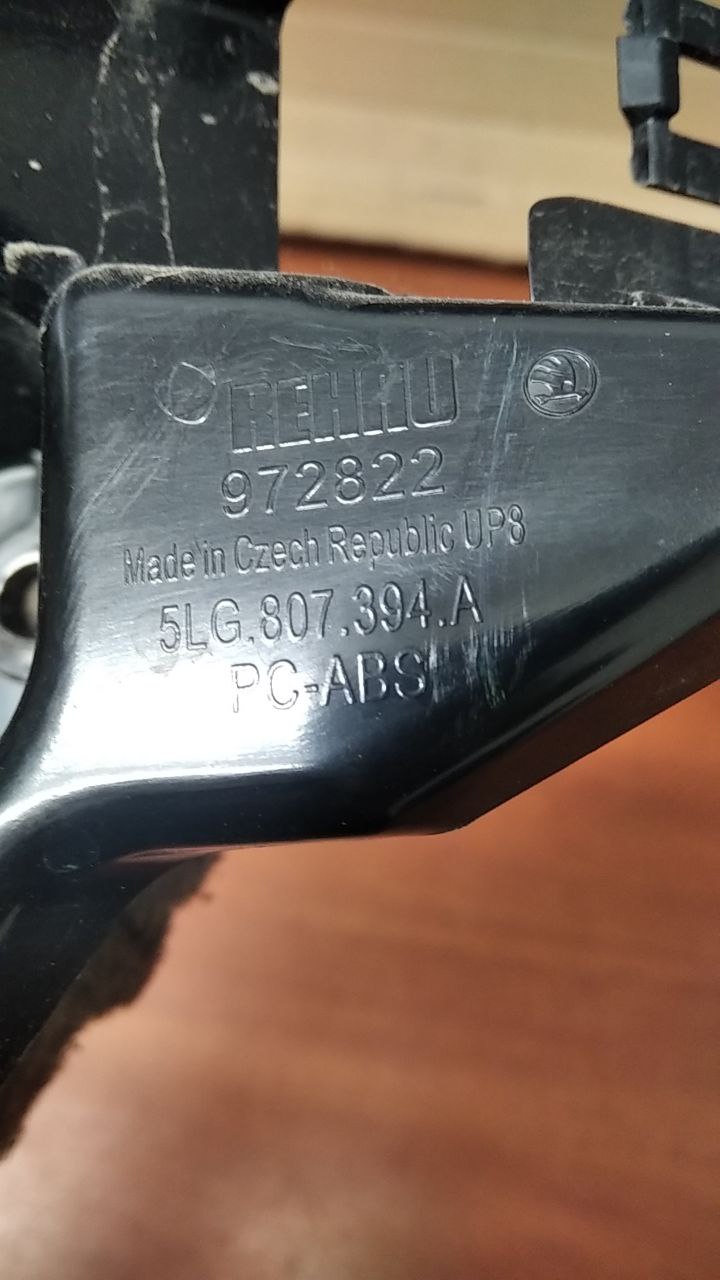 REHAU
972822
Made in Czech Republic UP8
5LG.807.394.A
PC-ABS